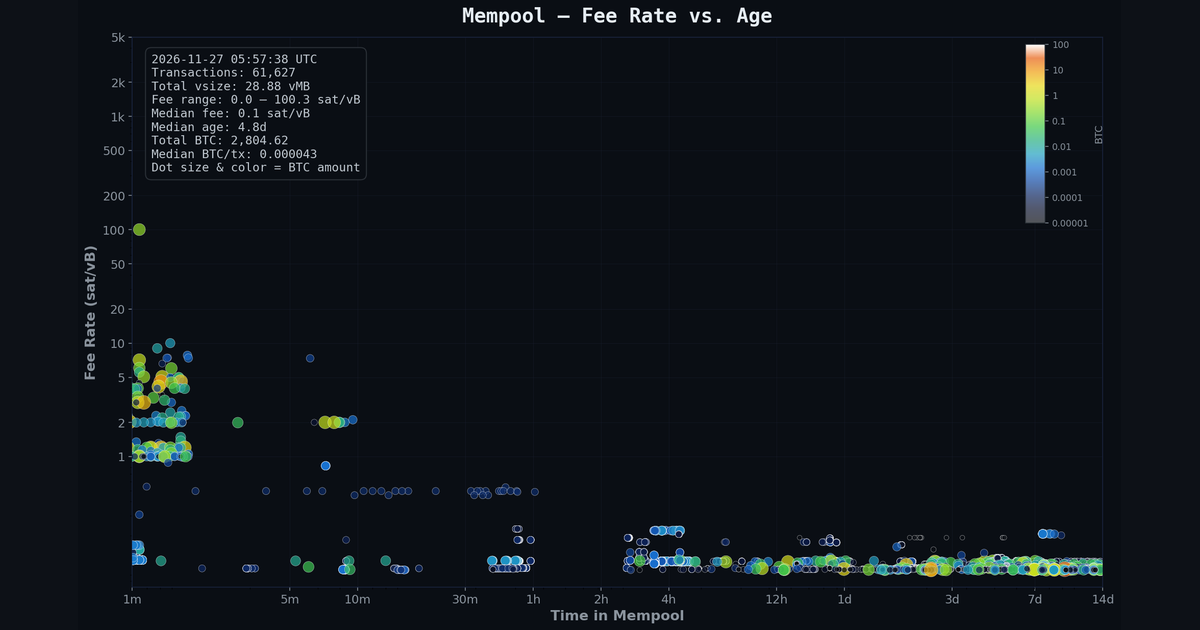 Mempool — Fee Rate vs. Age
2026-11-27 05:57:38 UTC
Transactions: 61,627
Total vsize: 28.88 vMB
Fee range: 0.0 – 100.3 sat/vB
Median fee: 0.1 sat/vB
Median age: 4.8d
Total BTC: 2,804.62
Median BTC/tx: 0.000043
Dot size & color = BTC amount
Fee Rate (sat/vB)
5k
2k
1k
500
200
100
50
20
10
5
2
1
100
10
1
0.1
0.01
0.001
0.0001
0.00001
BTC
1m
5m
10m
30m
1h
2h
4h
12h
1d
3d
7d
14d
Time in Mempool